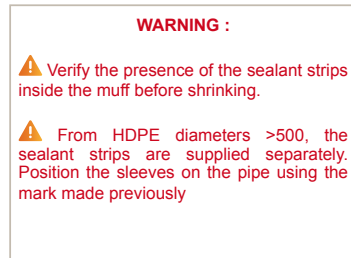 WARNING :
Verify the presence of the sealant strips
inside the muff before shrinking.
From HDPE diameters >500, the
sealant strips are supplied separately.
Position the sleeves on the pipe using the
mark made previously